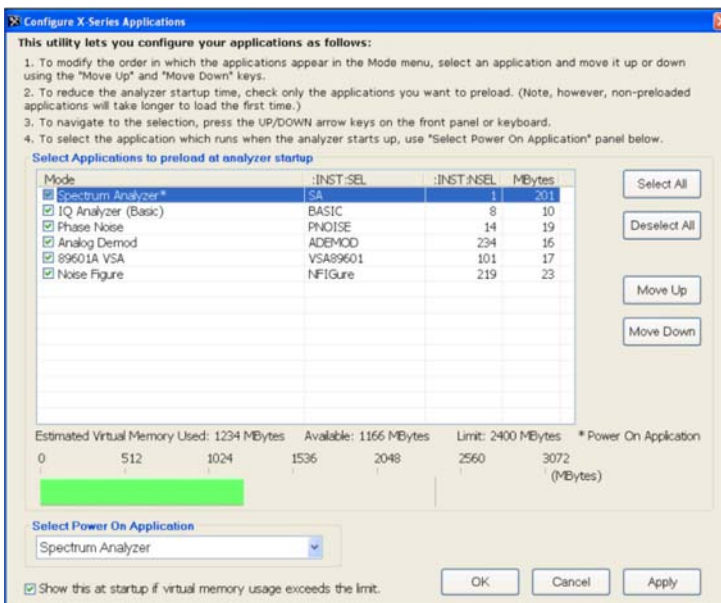 Configure X-Series Applications
This utility lets you configure your applications as follows:
1. To modify the order in which the applications appear in the Mode menu, select an application and move it up or down
using the "Move Up" and "Move Down" keys.
2. To reduce the analyzer startup time, check only the applications you want to preload. (Note, however, non-preloaded
applications will take longer to load the first time.)
3. To navigate to the selection, press the UP/DOWN arrow keys on the front panel or keyboard.
4. To select the application which runs when the analyzer starts up, use "Select Power On Application" panel below.
Select Applications to preload at analyzer startup
Mode :INST:SEL :INST:NSEL MBytes
Spectrum Analyzer* SA 1 201
IQ Analyzer (Basic) BASIC 8 10
Phase Noise PNOISE 14 19
Analog Demod ADEMOD 234 16
89601A VSA VSA89601 101 17
Noise Figure NFIGure 219 23
Select All
Deselect All
Move Up
Move Down
Estimated Virtual Memory Used: 1234 MBytes Available: 1166 MBytes Limit: 2400 MBytes * Power On Application
0 512 1024 1536 2048 2560 3072
(MBytes)
Select Power On Application
Spectrum Analyzer
Show this at startup if virtual memory usage exceeds the limit.
OK Cancel Apply